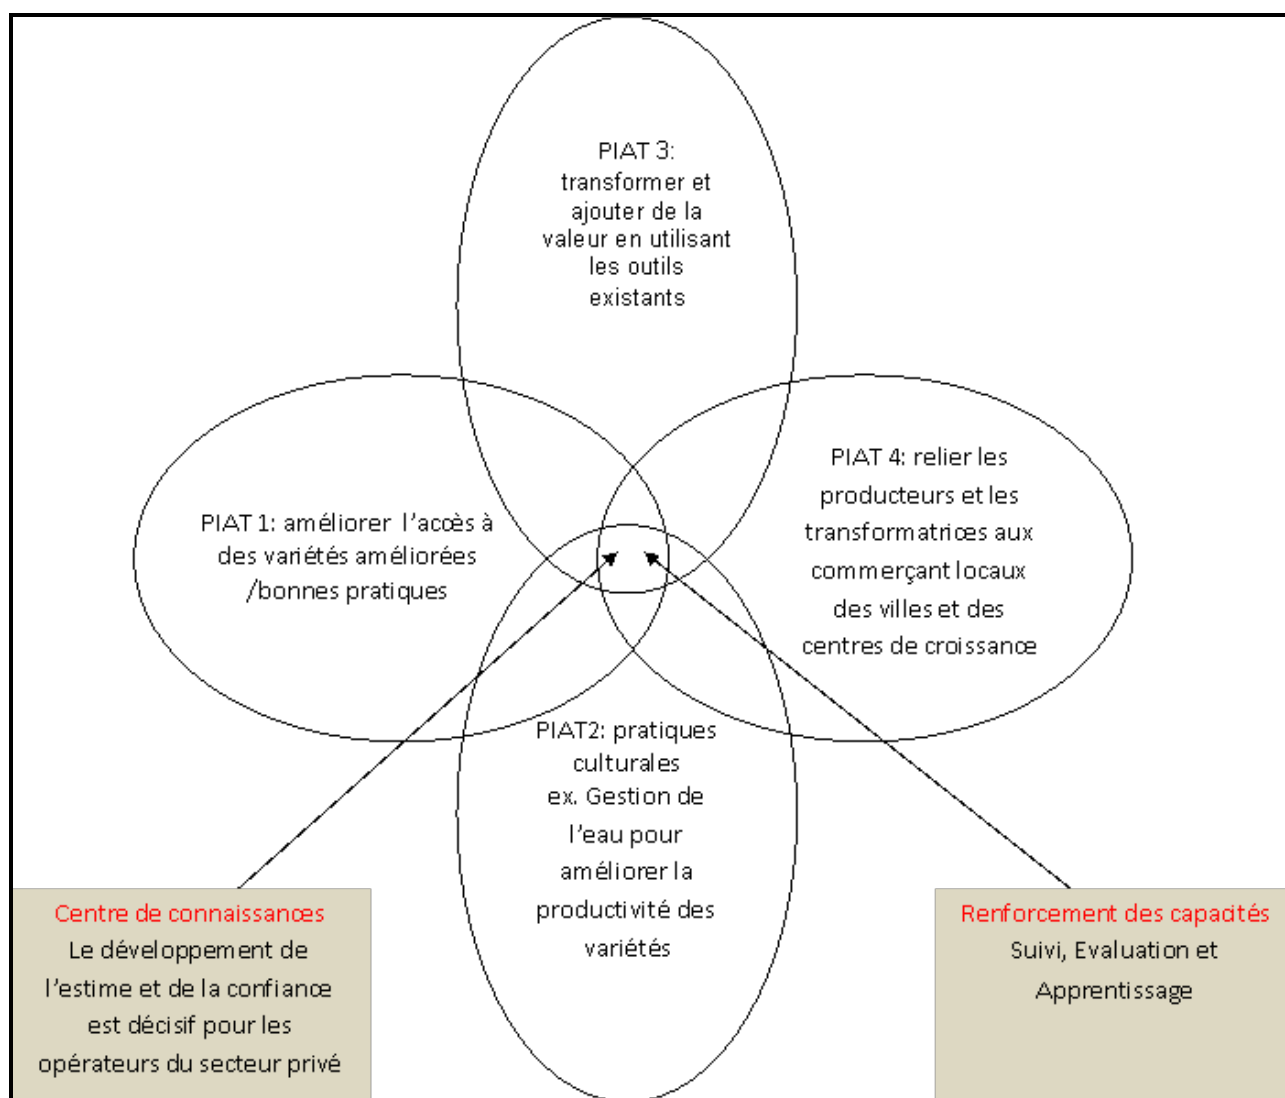 PIAT 3:
transformer et
ajouter de la
valeur en utilisant
les outils
existants
PIAT 1: améliorer l'accès à
des variétés améliorées
/bonnes pratiques
PIAT 4: relier les
producteurs et les
transformatrices aux
commerçant locaux
des villes et des
centres de croissance
PIAT2: pratiques
culturales
ex. Gestion de
l'eau pour
améliorer la
productivité des
variétés
Centre de connaissances
Le développement de
l'estime et de la confiance
est décisif pour les
opérateurs du secteur privé
Renforcement des capacités
Suivi, Evaluation et
Apprentissage